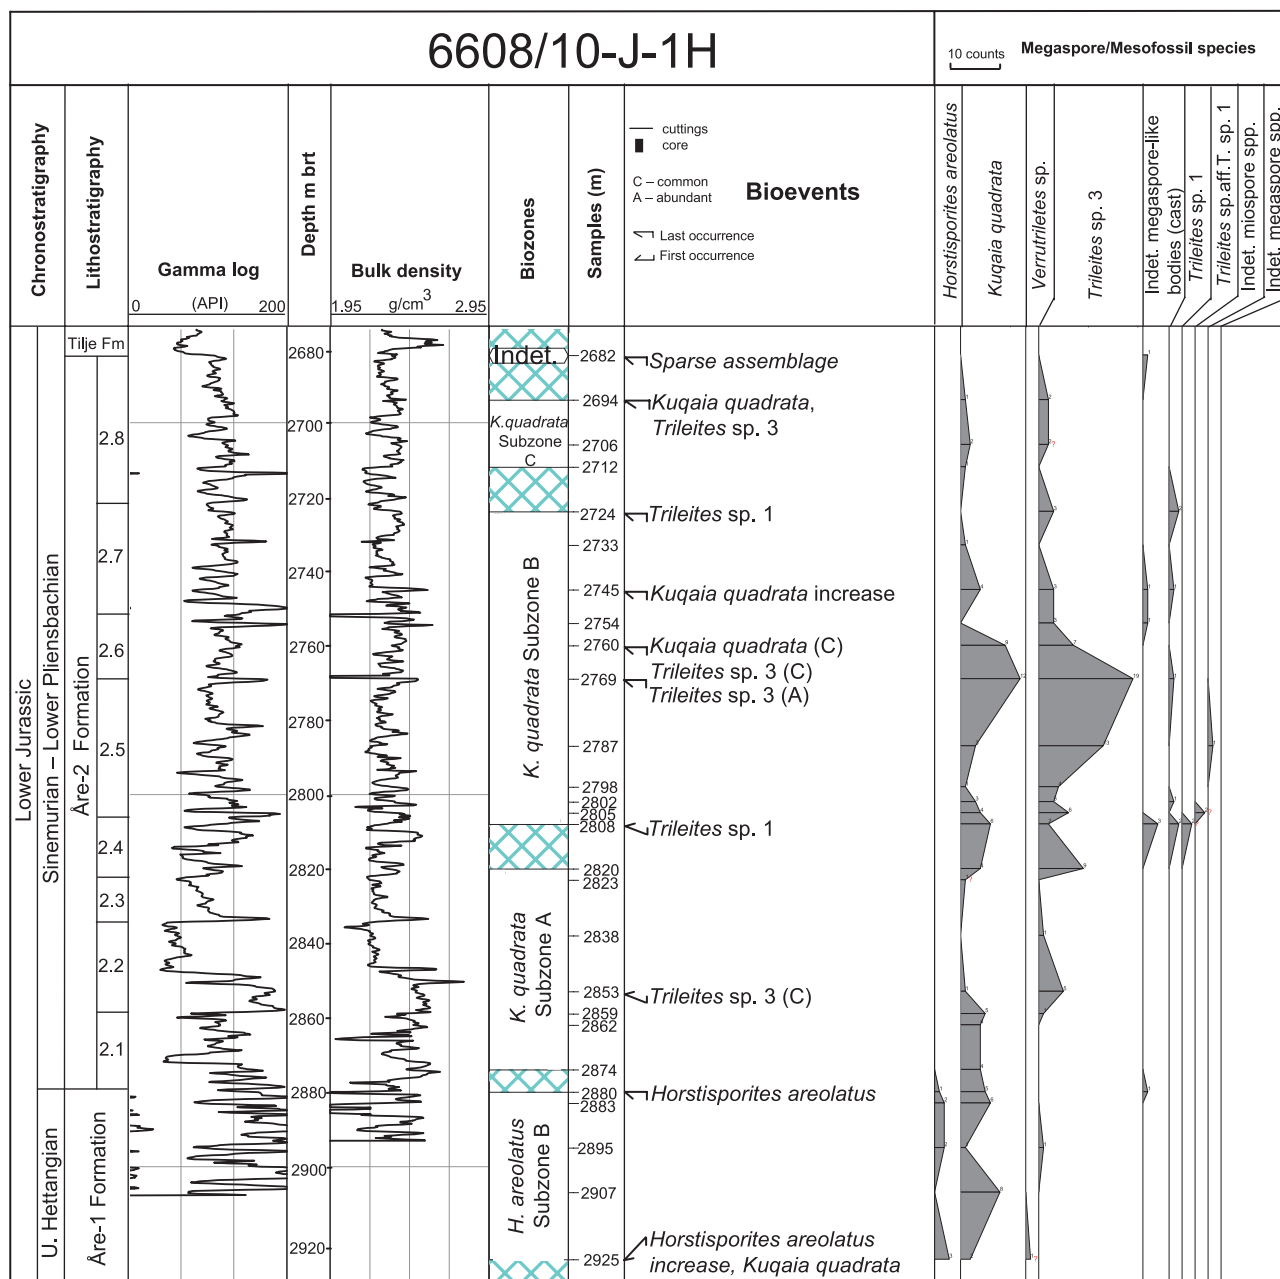 6608/10-J-1H
10 counts
Megaspore/Mesofossil species
Chronostratigraphy
Lithostratigraphy
Gamma log
(API)
0
200
Depth m brt
Bulk density
g/cm3
1.95
2.95
Biozones
Samples (m)
cuttings
core
C – common
A – abundant
Last occurrence
First occurrence
Bioevents
Horstisporites areolatus
Kuqaia quadrata
Verrutriletes sp.
Trileites sp. 3
Indet. megaspore-like
bodies (cast)
Trileites sp. 1
Trileites sp.aff.T. sp. 1
Indet. miospore spp.
Indet. megaspore spp.
Lower Jurassic
Sinemurian – Lower Pliensbachian
U. Hettangian
Tilje Fm
Åre-2 Formation
Åre-1 Formation
2.8
2.7
2.6
2.5
2.4
2.3
2.2
2.1
2680
2700
2720
2740
2760
2780
2800
2820
2840
2860
2880
2900
2920
Indet.
K.quadrata
Subzone
C
K. quadrata Subzone B
K. quadrata
Subzone A
H. areolatus
Subzone B
2682
2694
2706
2712
2724
2733
2745
2754
2760
2769
2787
2798
2802
2805
2808
2820
2823
2838
2853
2859
2862
2874
2880
2883
2895
2907
2925
Sparse assemblage
Kuqaia quadrata,
Trileites sp. 3
Trileites sp. 1
Kuqaia quadrata increase
Kuqaia quadrata (C)
Trileites sp. 3 (C)
Trileites sp. 3 (A)
Trileites sp. 1
Trileites sp. 3 (C)
Horstisporites areolatus
Horstisporites areolatus
increase, Kuqaia quadrata